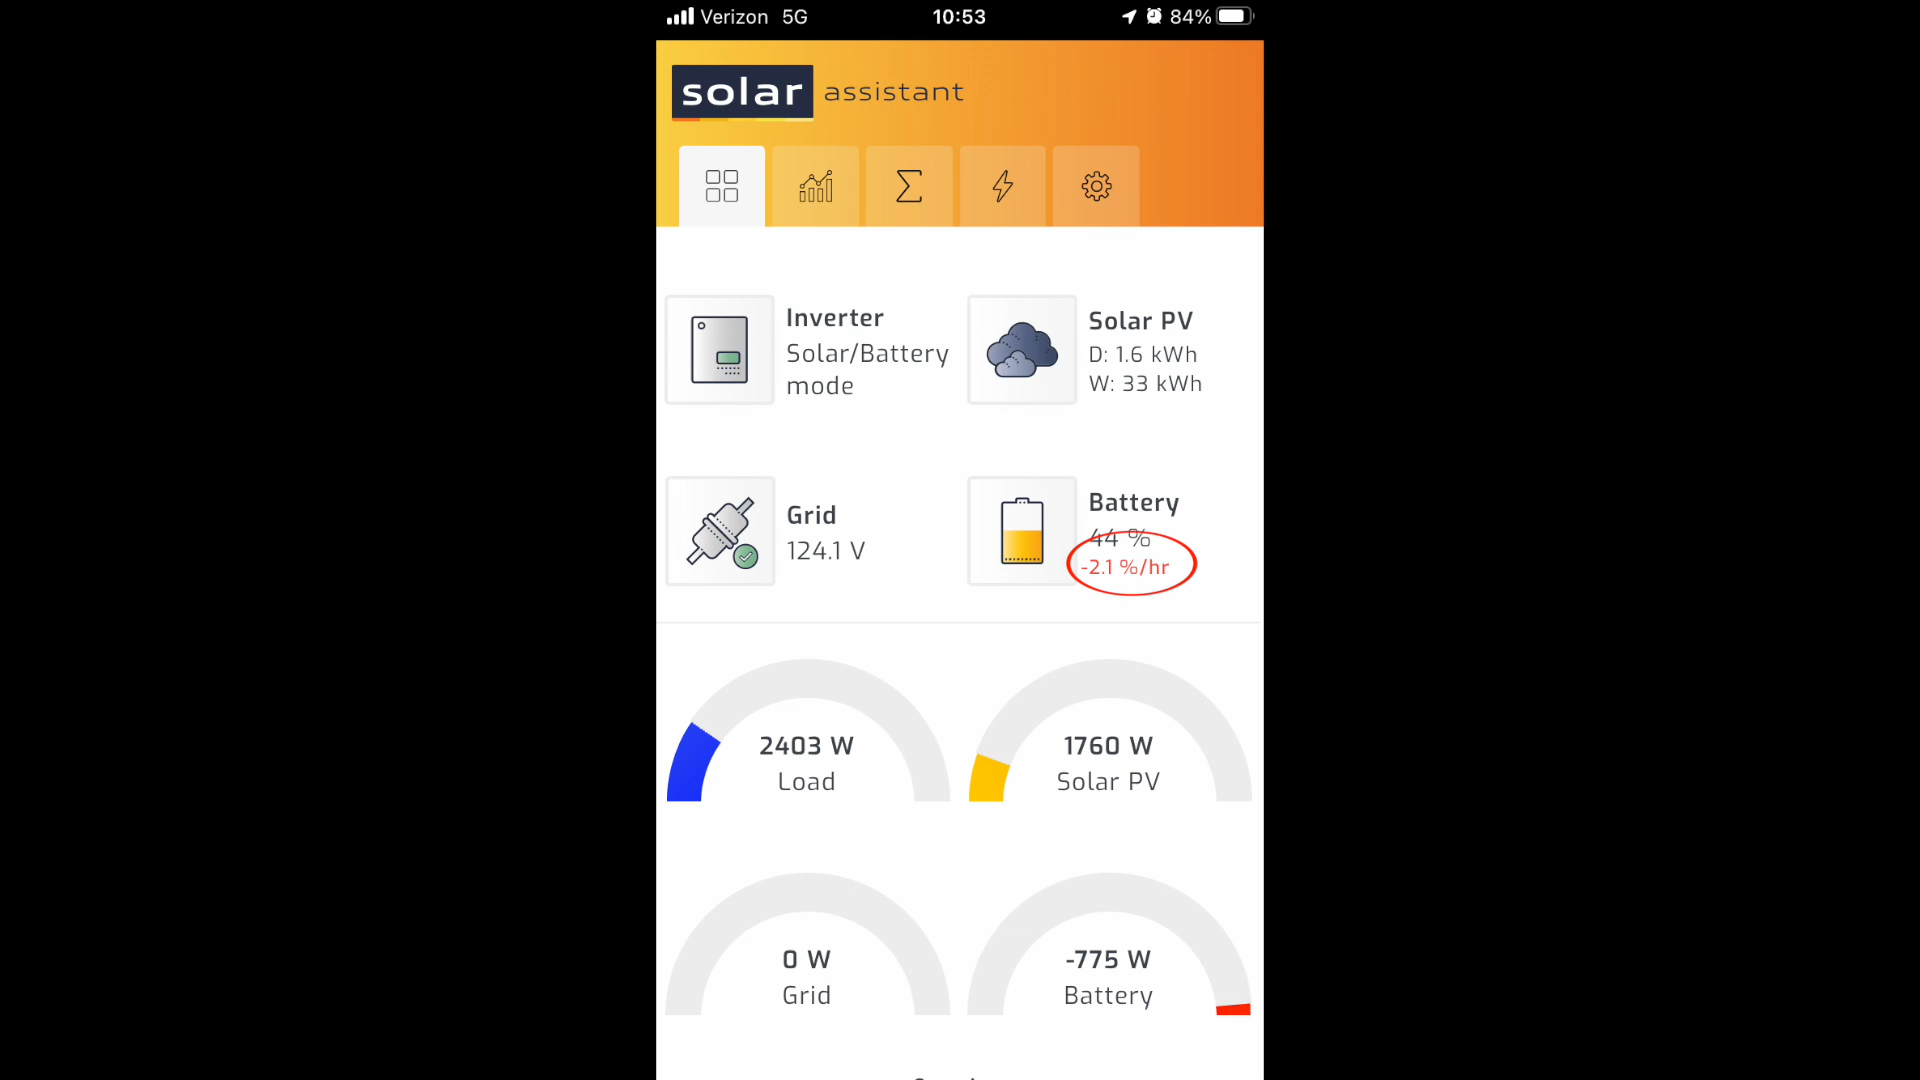 Verizon 5G 10:53 84%
solar assistant
Inverter
Solar/Battery
mode
Solar PV
D: 1.6 kWh
W: 33 kWh
Grid
124.1 V
Battery
44 %
-2.1 %/hr
2403 W
Load
1760 W
Solar PV
0 W
Grid
-775 W
Battery